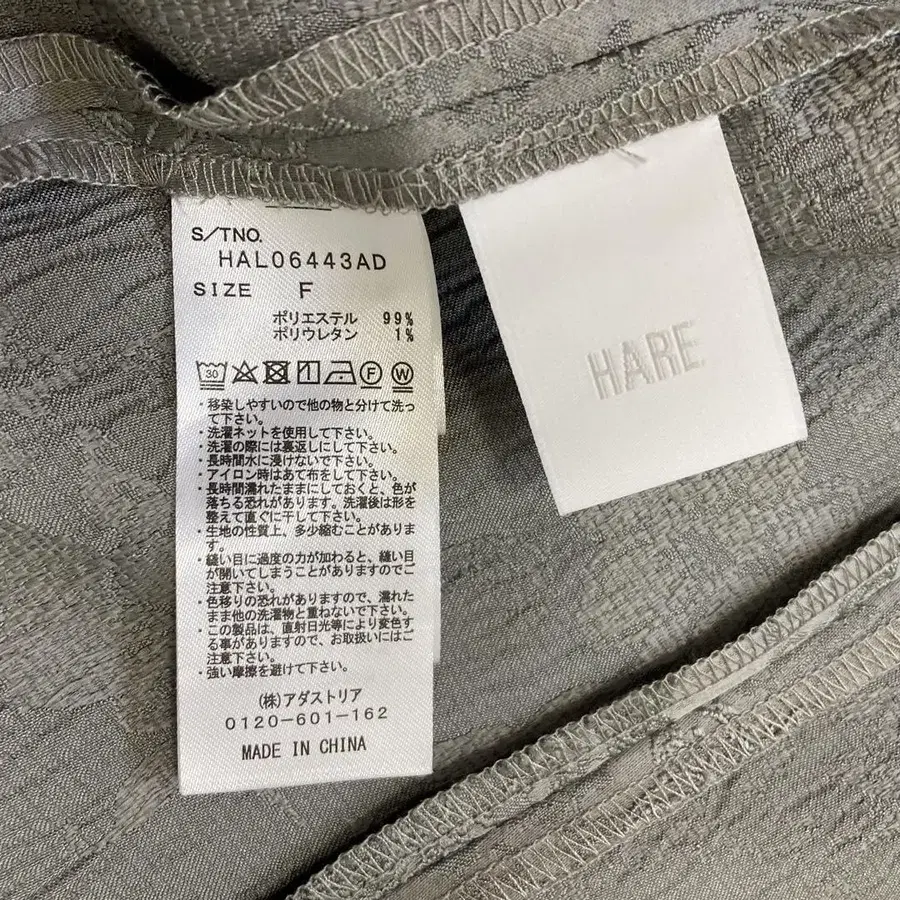 S/TNO.
HAL06443AD
SIZE F
ポリエステル 99%
ポリウレタン 1%
30
W
・移染しやすいので他の物と分けて洗っ
て下さい。
・洗濯ネットを使用して下さい。
・洗濯の際には裏返しにして下さい。
・長時間水に浸けないで下さい。
・アイロン時はあて布をして下さい。
・長時間濡れたままにしておくと、色が
落ちる恐れがあります。洗濯後は形を
整えて直ぐに干して下さい。
・生地の性質上、多少縮むことがありま
す。
・縫い目に過度の力が加わると、縫い目
が開いてしまうことがありますのでご
注意下さい。
・色移りの恐れがありますので、濡れた
まま他の洗濯物と重ねないで下さい。
・この製品は、直射日光等により変色す
る事がありますので、お取扱いにはご
注意下さい。
・強い摩擦を避けて下さい。
(株)アダストリア
0120-601-162
MADE IN CHINA
HARE